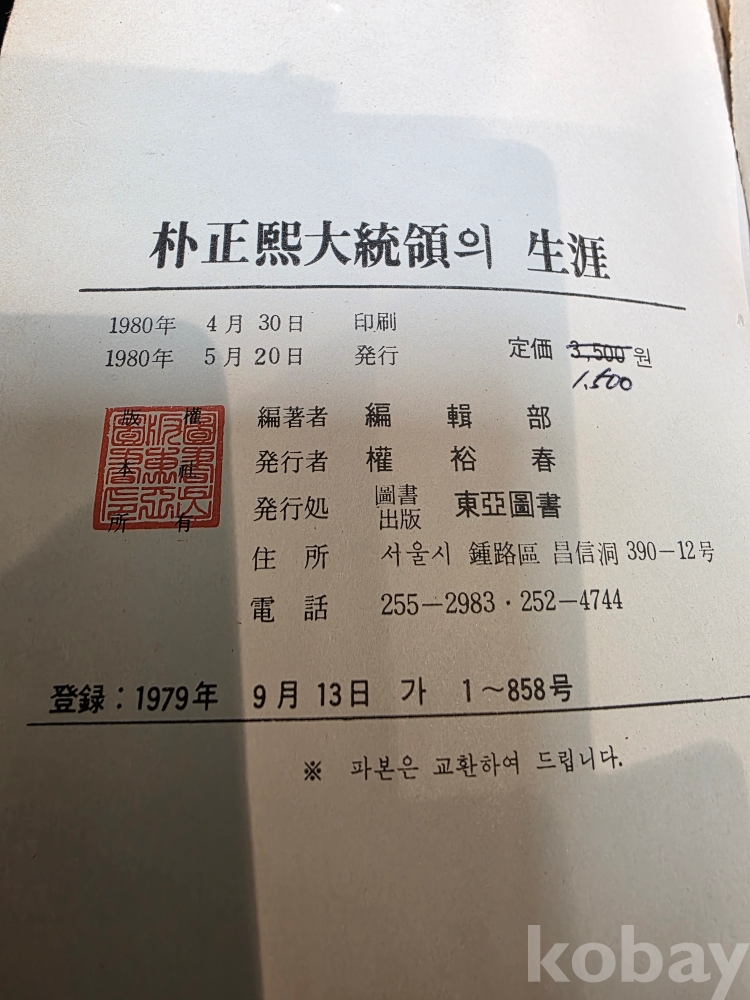 朴正熙大統領의 生涯
1980年 4月 30日 印刷
1980年 5月 20日 発行
定価 3,500 원
1,500
版權
本社
所有
編著者 編輯部
発行者 權裕春
発行処 圖書出版 東亞圖書
住所 서울시 鍾路區 昌信洞 390-12号
電話 255-2983・252-4744
登録 : 1979年 9月 13日 가 1~858号
※ 파본은 교환하여 드립니다.
kobay